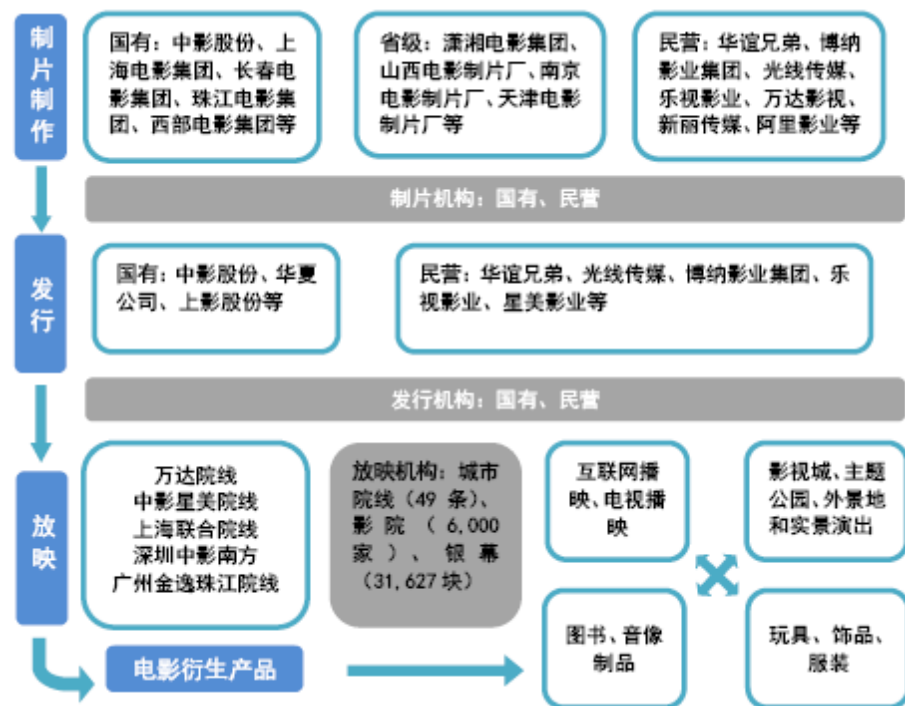 制片制作
国有：中影股份、上
海电影集团、长春电
影集团、珠江电影集
团、西部电影集团等
省级：潇湘电影集团、
山西电影制片厂、南京
电影制片厂、天津电影
制片厂等
民营：华谊兄弟、博纳
影业集团、光线传媒、
乐视影业、万达影视、
新丽传媒、阿里影业等
制片机构：国有、民营
发行
国有：中影股份、华夏
公司、上影股份等
民营：华谊兄弟、光线传媒、博纳影业集团、乐
视影业、星美影业等
发行机构：国有、民营
放映
万达院线
中影星美院线
上海联合院线
深圳中影南方
广州金逸珠江院线
放映机构：城市
院线（49 条）、
影院（6,000
家）、银幕
（31,627 块）
互联网播
映、电视播
映
影视城、主题
公园、外景地
和实景演出
图书、音像
制品
玩具、饰品、
服装
电影衍生产品